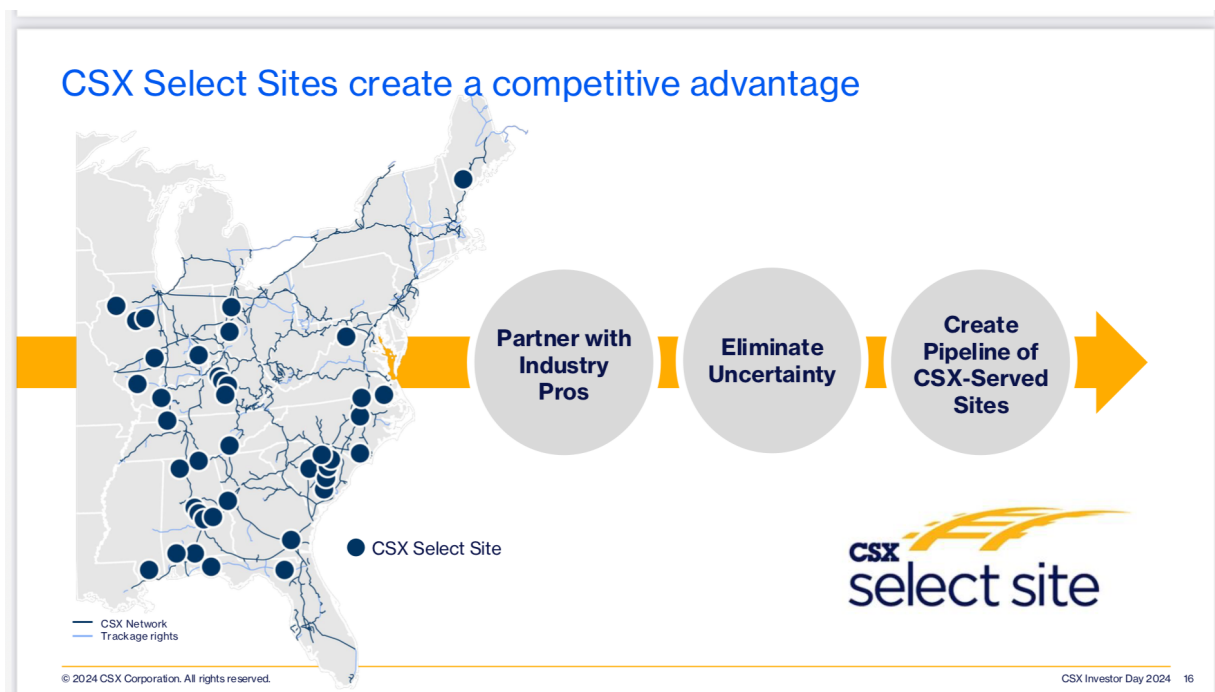 CSX Select Sites create a competitive advantage
Partner with
Industry
Pros
Eliminate
Uncertainty
Create
Pipeline of
CSX-Served
Sites
CSX Select Site
CSX
select site
CSX Network
Trackage rights
© 2024 CSX Corporation. All rights reserved.
CSX Investor Day 2024 16